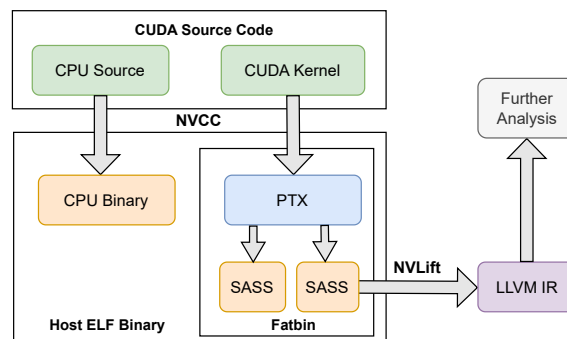 CUDA Source Code
CPU Source
CUDA Kernel
NVCC
Further
Analysis
CPU Binary
PTX
SASS
SASS
NVLift
LLVM IR
Host ELF Binary
Fatbin